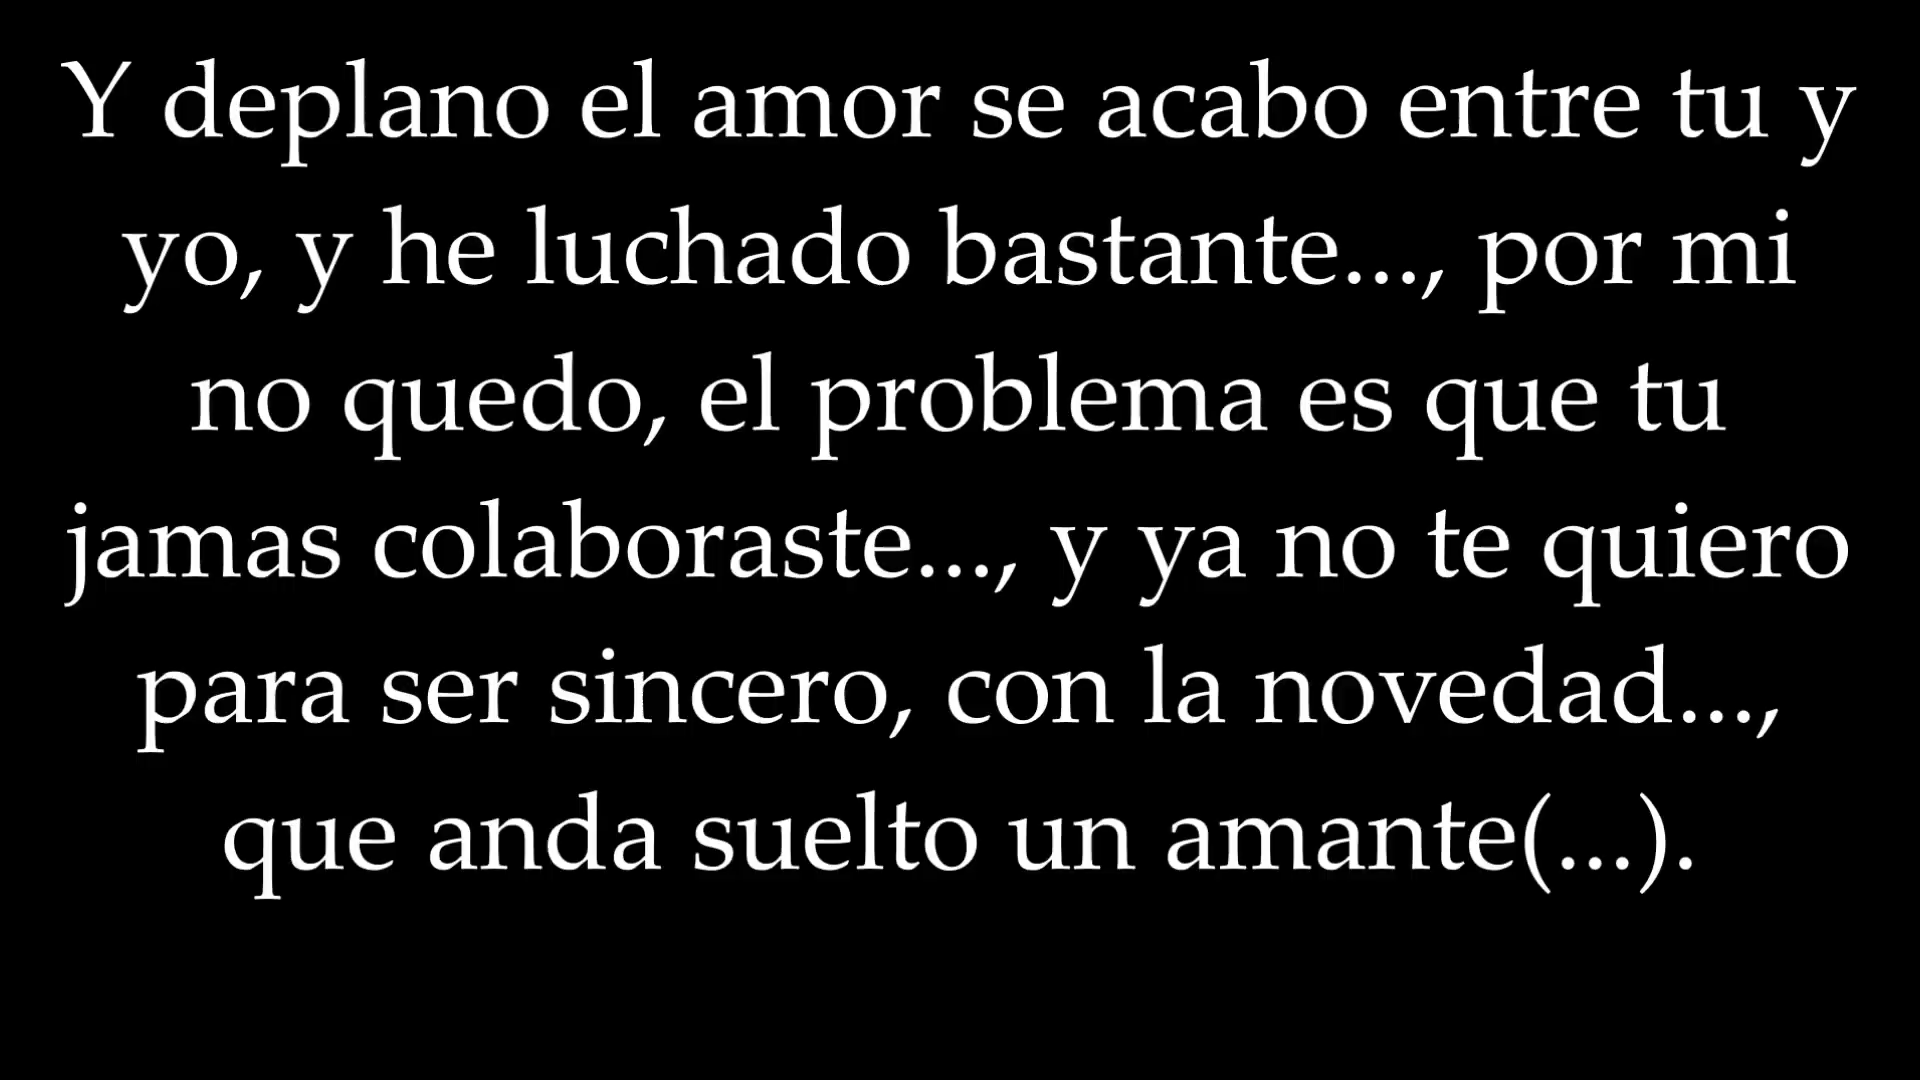 Y deplano el amor se acabo entre tu y
yo, y he luchado bastante..., por mi
no quedo, el problema es que tu
jamas colaboraste..., y ya no te quiero
para ser sincero, con la novedad...,
que anda suelto un amante(...).